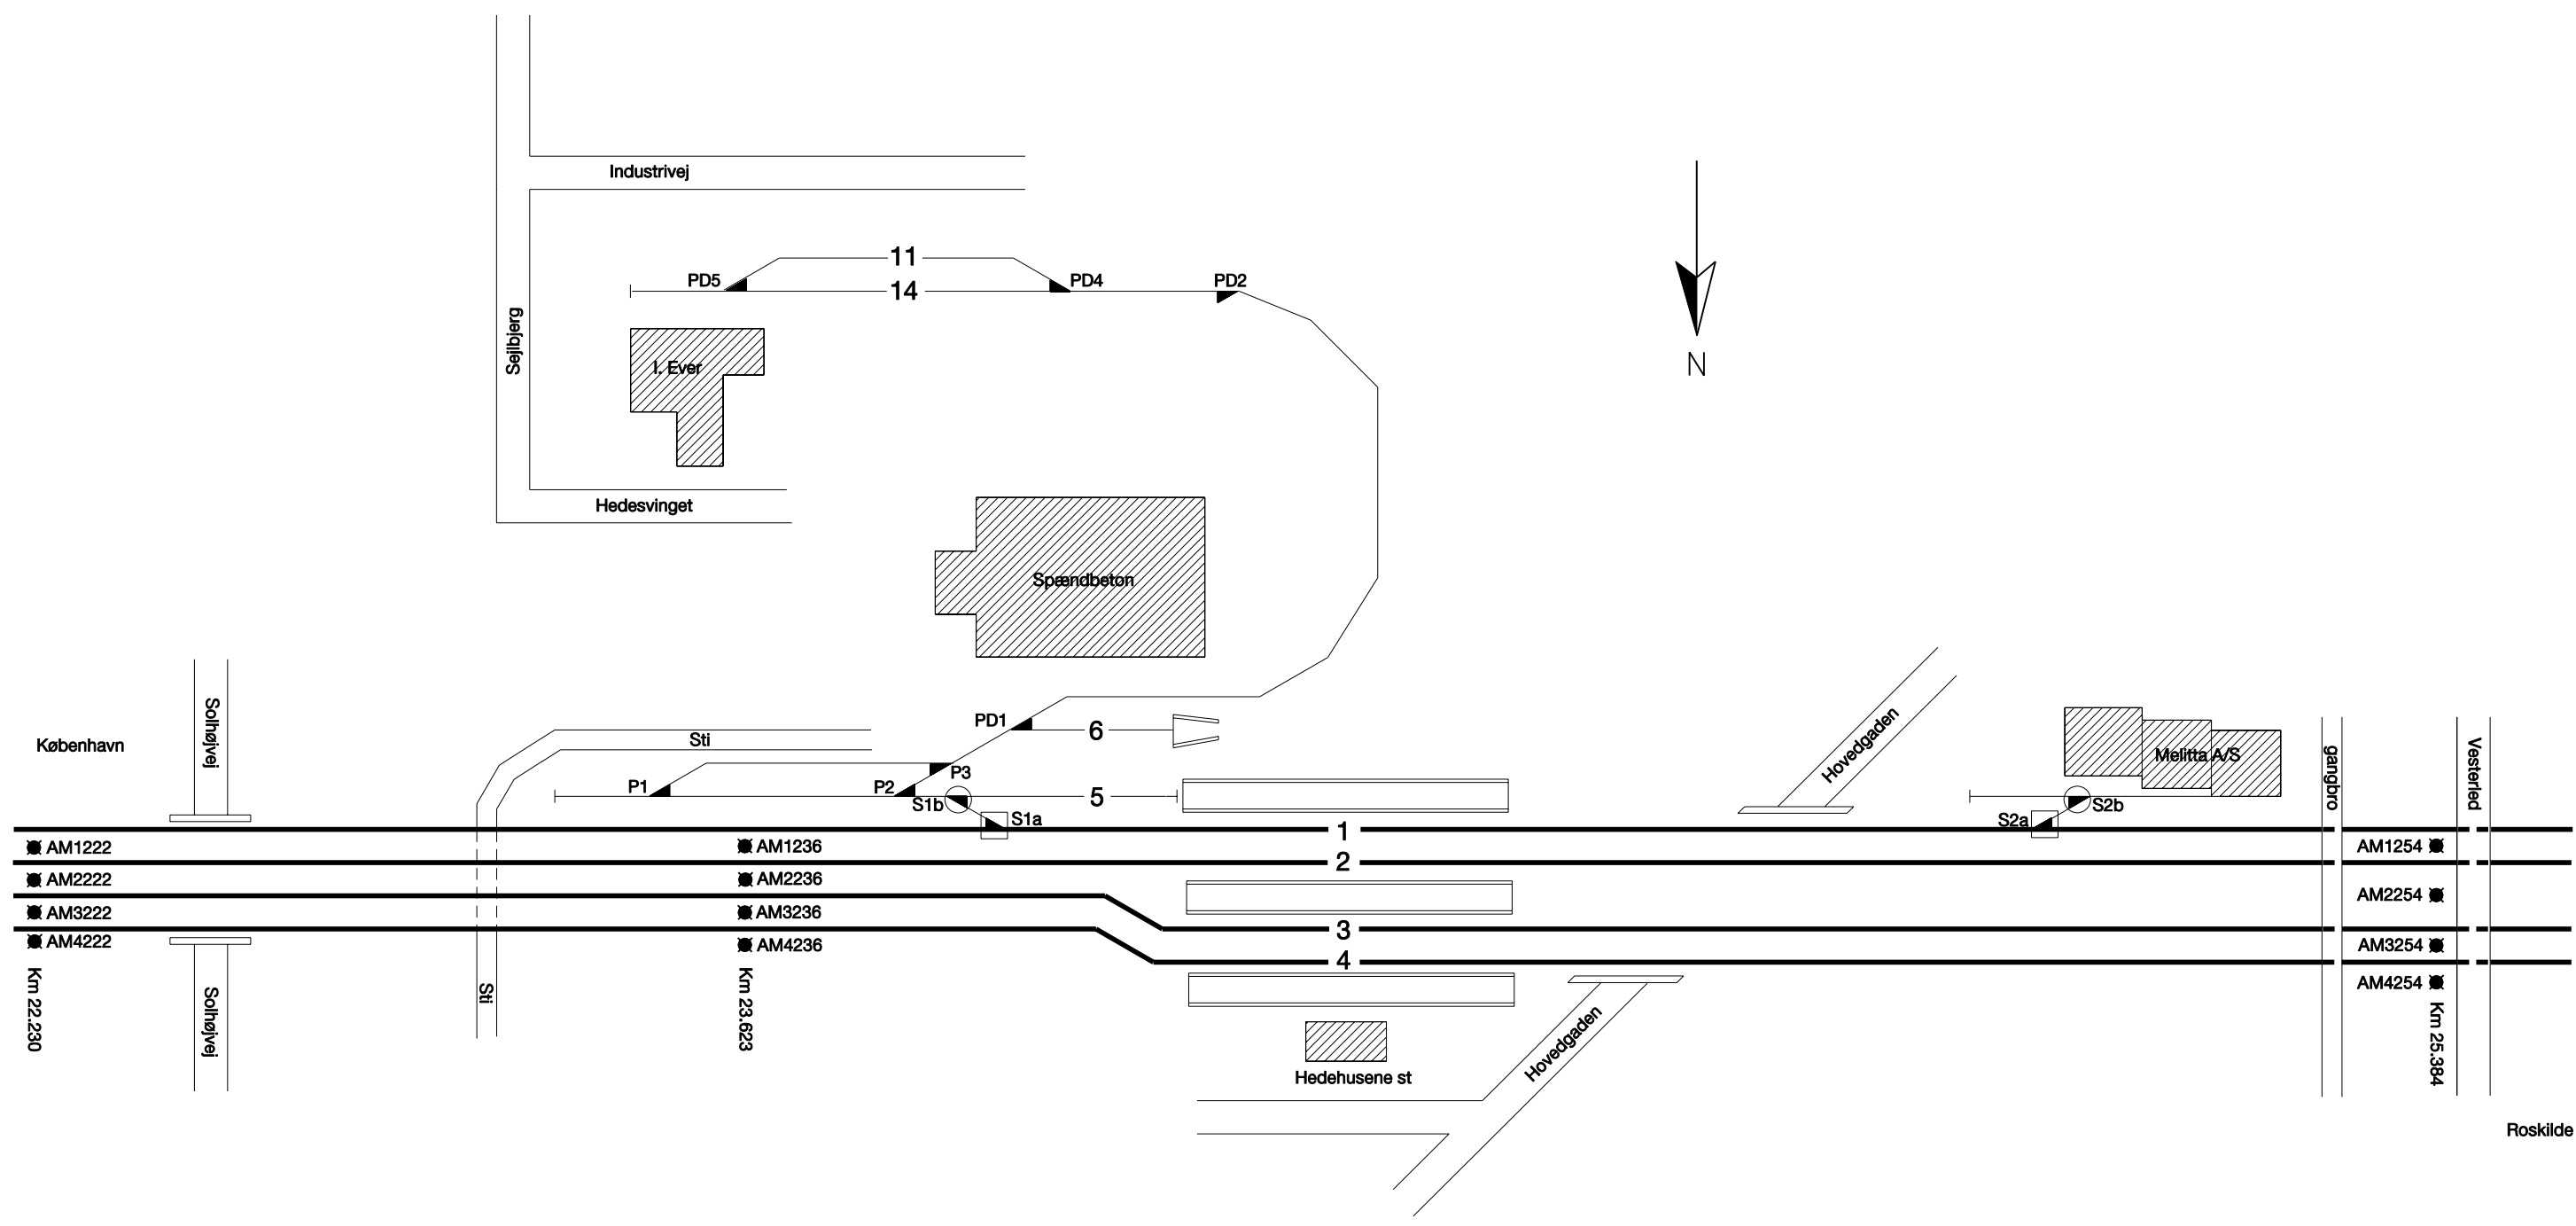 Industrivej
11
PD5
14
PD4
PD2
Sejlbjerg
I. Ever
N
Hedesvinget
Spændbeton
København
Solhøjvej
Sti
PD1
6
Hovedgaden
Melitta A/S
gangbro
Vesterled
P1
P2
P3
S1b
5
S1a
S2a
S2b
1
AM1222
AM1236
2
AM1254
AM2222
AM2236
AM2254
AM3222
AM3236
3
AM4222
AM4236
AM3254
4
AM4254
Km 22.230
Solhøjvej
Sti
Km 23.623
Hedehusene st
Hovedgaden
Km 25.384
Roskilde